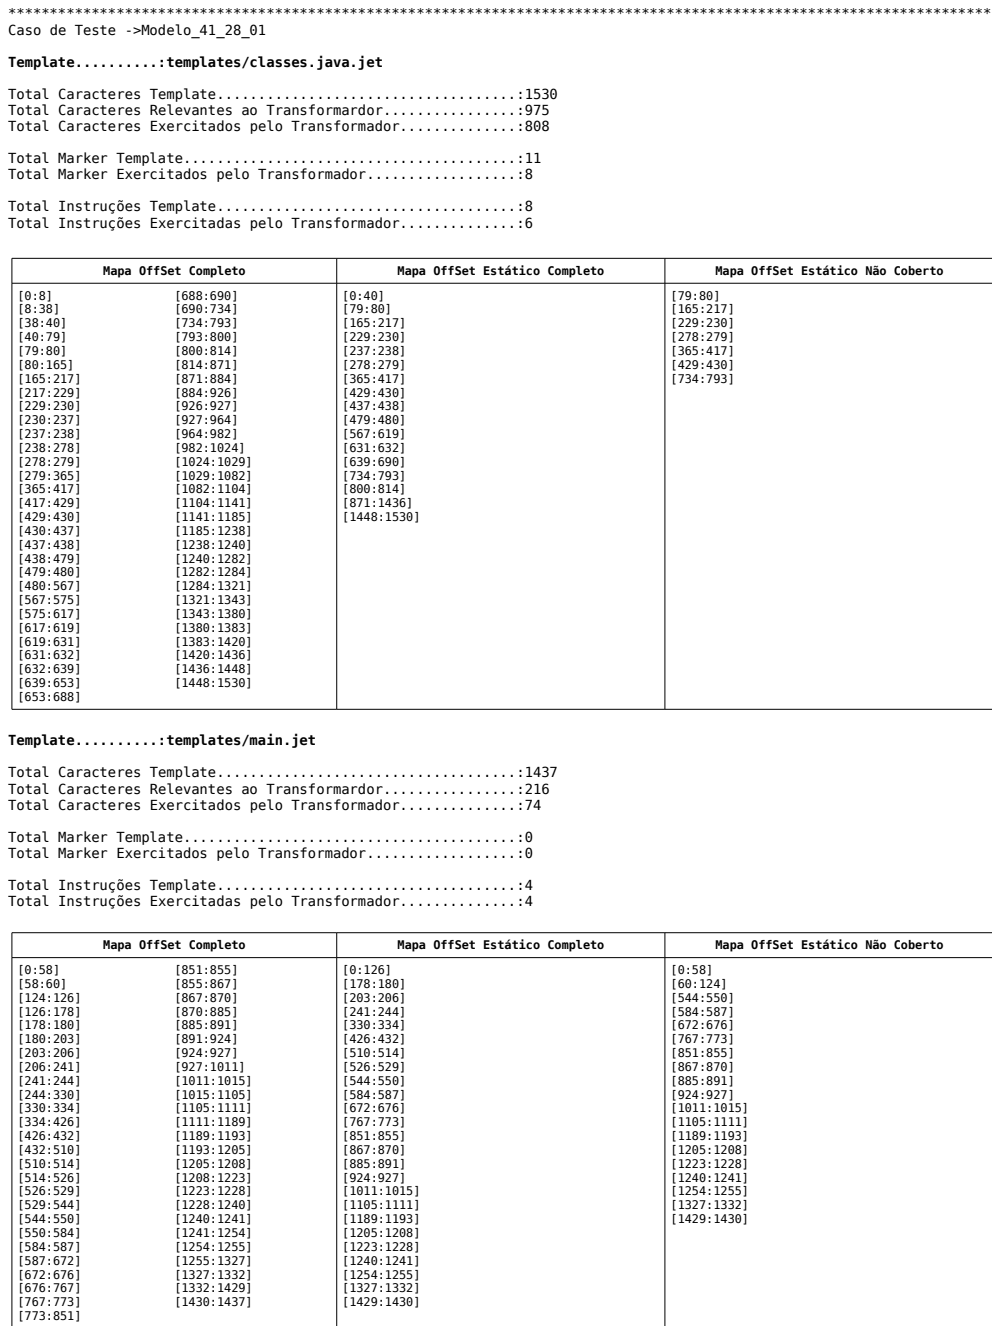 **********************************************************************************************************************
Caso de Teste ->Modelo_41_28_01
Template..........:templates/classes.java.jet
Total Caracteres Template....................................:1530
Total Caracteres Relevantes ao Transformardor................:975
Total Caracteres Exercitados pelo Transformador..............:808
Total Marker Template........................................:11
Total Marker Exercitados pelo Transformador..................:8
Total Instruções Template....................................:8
Total Instruções Exercitadas pelo Transformador..............:6
Mapa OffSet Completo Mapa OffSet Estático Completo Mapa OffSet Estático Não Coberto
[0:8] [688:690] [0:40] [79:80]
[8:38] [690:734] [79:80] [165:217]
[38:40] [734:793] [165:217] [229:230]
[40:79] [793:800] [229:230] [278:279]
[79:80] [800:814] [237:238] [365:417]
[80:165] [814:871] [278:279] [429:430]
[165:217] [871:884] [365:417] [734:793]
[217:229] [884:926] [429:430]
[229:230] [926:927] [437:438]
[230:237] [927:964] [479:480]
[237:238] [964:982] [567:619]
[238:278] [982:1024] [631:632]
[278:279] [1024:1029] [639:690]
[279:365] [1029:1082] [734:793]
[365:417] [1082:1104] [800:814]
[417:429] [1104:1141] [871:1436]
[429:430] [1141:1185] [1448:1530]
[430:437] [1185:1238]
[437:438] [1238:1240]
[438:479] [1240:1282]
[479:480] [1282:1284]
[480:567] [1284:1321]
[567:575] [1321:1343]
[575:617] [1343:1380]
[617:619] [1380:1383]
[619:631] [1383:1420]
[631:632] [1420:1436]
[632:639] [1436:1448]
[639:653] [1448:1530]
[653:688]
Template..........:templates/main.jet
Total Caracteres Template....................................:1437
Total Caracteres Relevantes ao Transformardor................:216
Total Caracteres Exercitados pelo Transformador..............:74
Total Marker Template........................................:0
Total Marker Exercitados pelo Transformador..................:0
Total Instruções Template....................................:4
Total Instruções Exercitadas pelo Transformador..............:4
Mapa OffSet Completo Mapa OffSet Estático Completo Mapa OffSet Estático Não Coberto
[0:58] [851:855] [0:126] [0:58]
[58:60] [855:867] [178:180] [60:124]
[124:126] [867:870] [203:206] [544:550]
[126:178] [870:885] [241:244] [584:587]
[178:180] [885:891] [330:334] [672:676]
[180:203] [891:924] [426:432] [767:773]
[203:206] [924:927] [510:514] [851:855]
[206:241] [927:1011] [526:529] [867:870]
[241:244] [1011:1015] [544:550] [885:891]
[244:330] [1015:1105] [584:587] [924:927]
[330:334] [1105:1111] [672:676] [1011:1015]
[334:426] [1111:1189] [767:773] [1105:1111]
[426:432] [1189:1193] [851:855] [1189:1193]
[432:510] [1193:1205] [867:870] [1205:1208]
[510:514] [1205:1208] [885:891] [1223:1228]
[514:526] [1208:1223] [924:927] [1240:1241]
[526:529] [1223:1228] [1011:1015] [1254:1255]
[529:544] [1228:1240] [1105:1111] [1327:1332]
[544:550] [1240:1241] [1189:1193] [1429:1430]
[550:584] [1241:1254] [1205:1208]
[584:587] [1254:1255] [1223:1228]
[587:672] [1255:1327] [1240:1241]
[672:676] [1327:1332] [1254:1255]
[676:767] [1332:1429] [1327:1332]
[767:773] [1430:1437] [1429:1430]
[773:851]